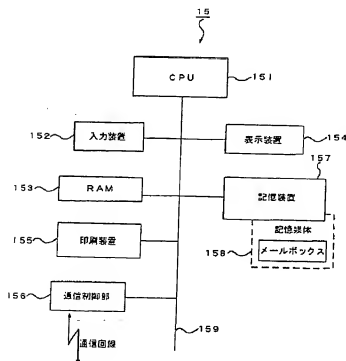 15
CPU
151
152
入力装置
表示装置
154
157
153
RAM
記憶装置
155
印刷装置
記憶媒体
158
メールボックス
156
通信制御部
通信回線
159